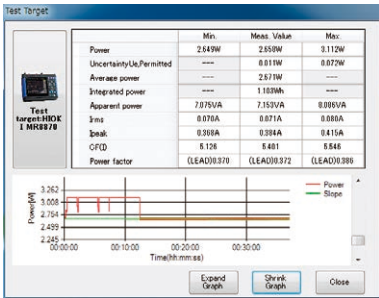 Test Target
Min. Meas. Value Max.
Power 2.649W 2.658W 3.112W
UncertaintyUe,Permitted --- 0.011W 0.072W
Average power --- 2.671W ---
Integrated power --- 1.103Wh ---
Apparent power 7.075VA 7.153VA 8.085VA
Irms 0.070A 0.071A 0.080A
Ipeak 0.368A 0.384A 0.415A
CF(I) 5.126 5.401 5.546
Power factor (LEAD)0.370 (LEAD)0.372 (LEAD)0.386
Test
target:HIOK
I MR8870
Power[W]
3.262
3.008
2.754
2.499
2.245
00:00:00 00:10:00 00:20:00 00:30:00
Time(hh:mm:ss)
Power
Slope
Expand
Graph
Shrink
Graph
Close